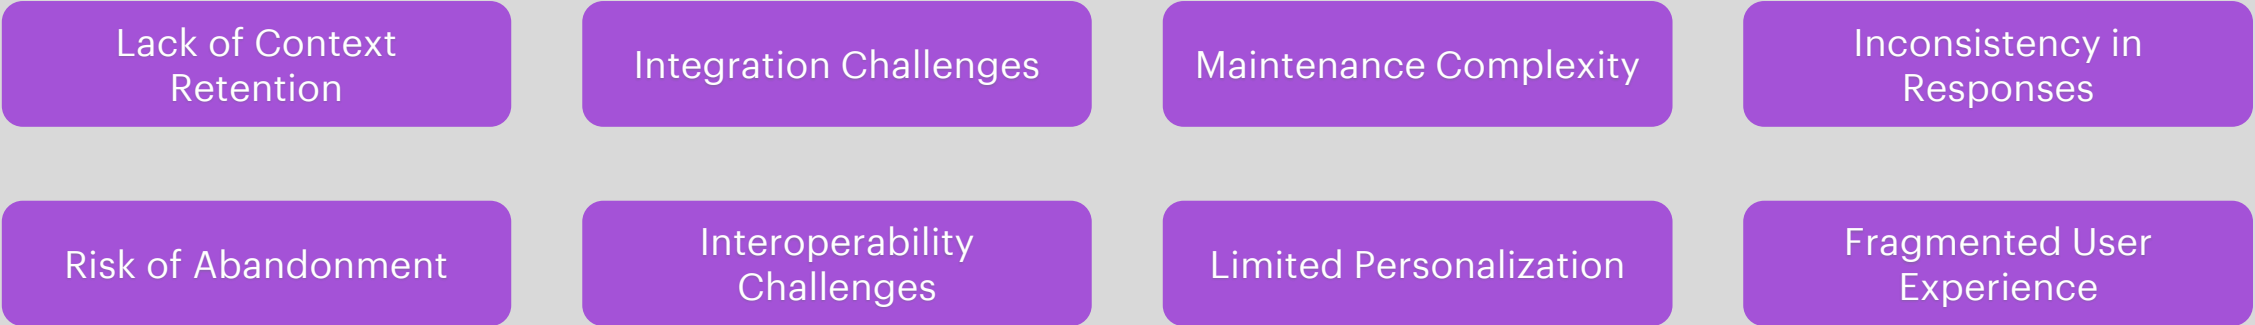 Lack of Context
Retention
Integration Challenges
Maintenance Complexity
Inconsistency in
Responses
Risk of Abandonment
Interoperability
Challenges
Limited Personalization
Fragmented User
Experience